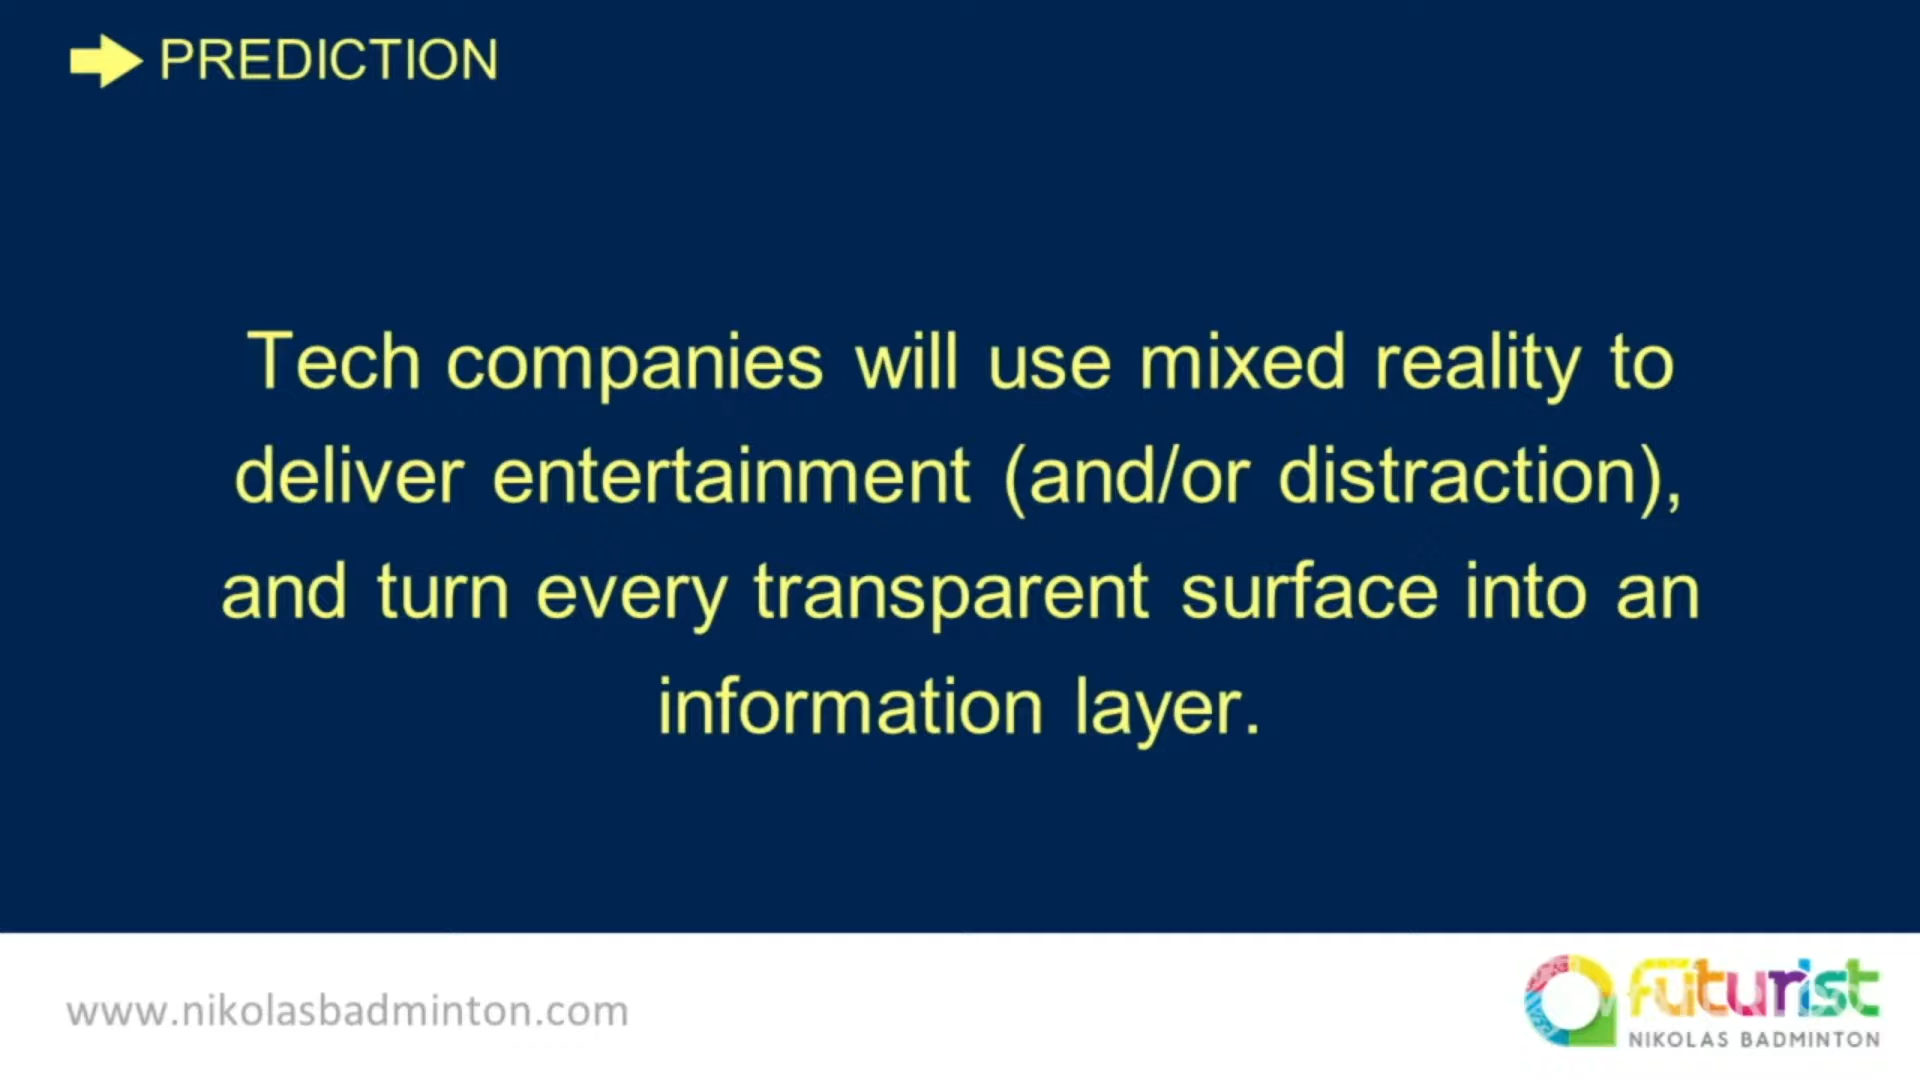 PREDICTION
Tech companies will use mixed reality to
deliver entertainment (and/or distraction),
and turn every transparent surface into an
information layer.
www.nikolasbadminton.com
futurist
NIKOLAS BADMINTON